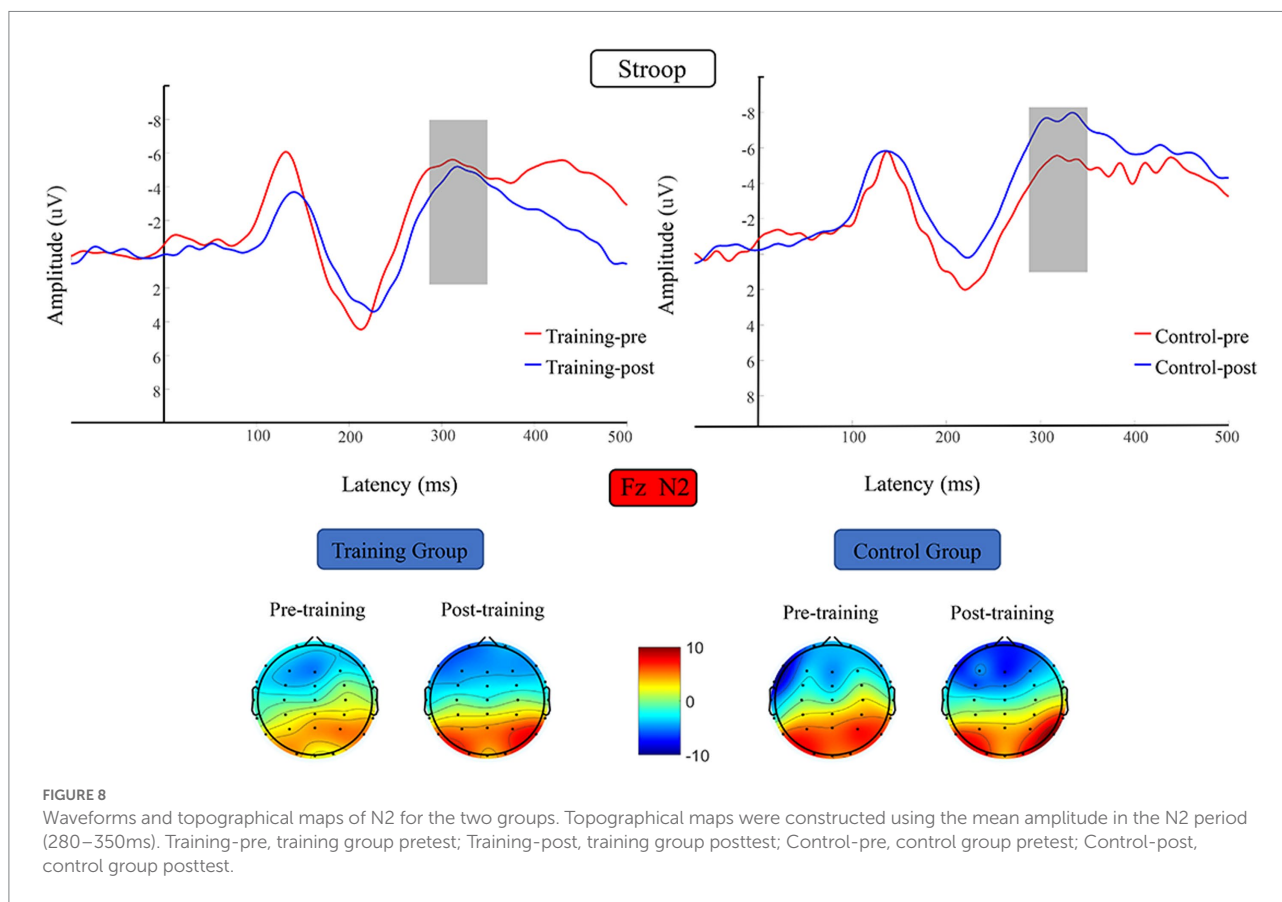 Stroop
Amplitude (uV)
-8
-6
-4
-2
2
4
6
8
100
200
300
400
500
Training-pre
Training-post
Latency (ms)
Amplitude (uV)
-8
-6
-4
-2
2
4
6
8
100
200
300
400
500
Control-pre
Control-post
Latency (ms)
Fz N2
Training Group
Control Group
Pre-training
Post-training
10
0
-10
Pre-training
Post-training
FIGURE 8
Waveforms and topographical maps of N2 for the two groups. Topographical maps were constructed using the mean amplitude in the N2 period
(280–350ms). Training-pre, training group pretest; Training-post, training group posttest; Control-pre, control group pretest; Control-post,
control group posttest.